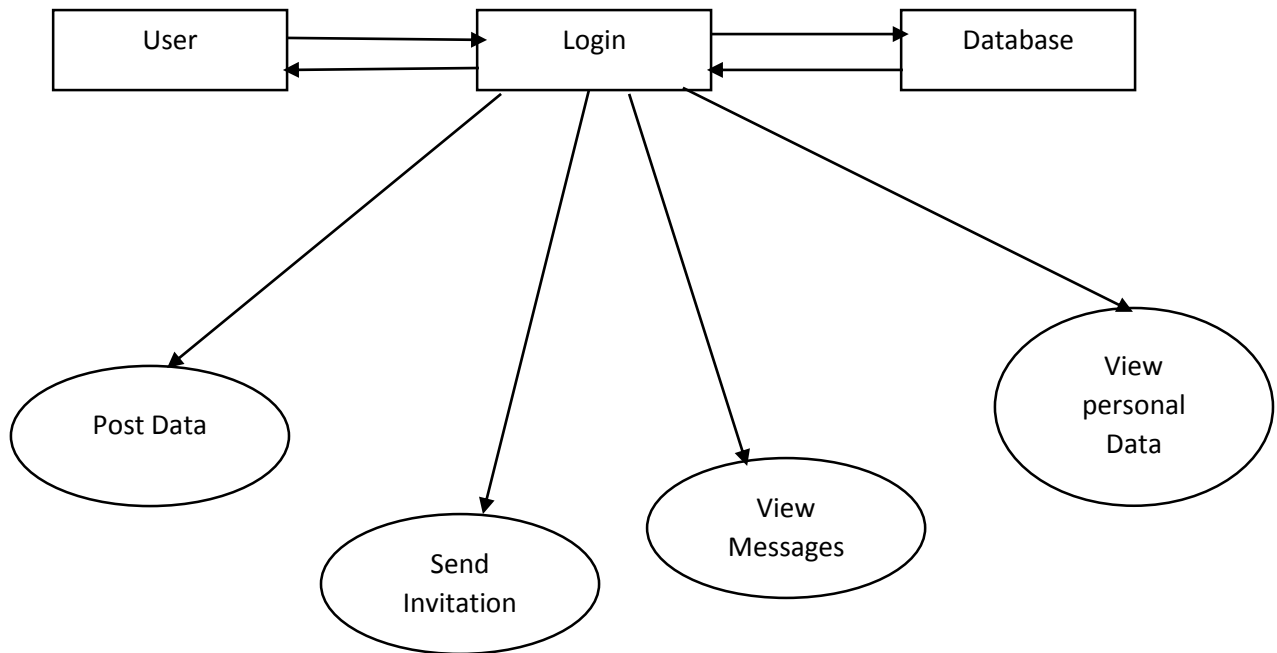 User
Login
Database
Post Data
Send
Invitation
View
Messages
View
personal
Data